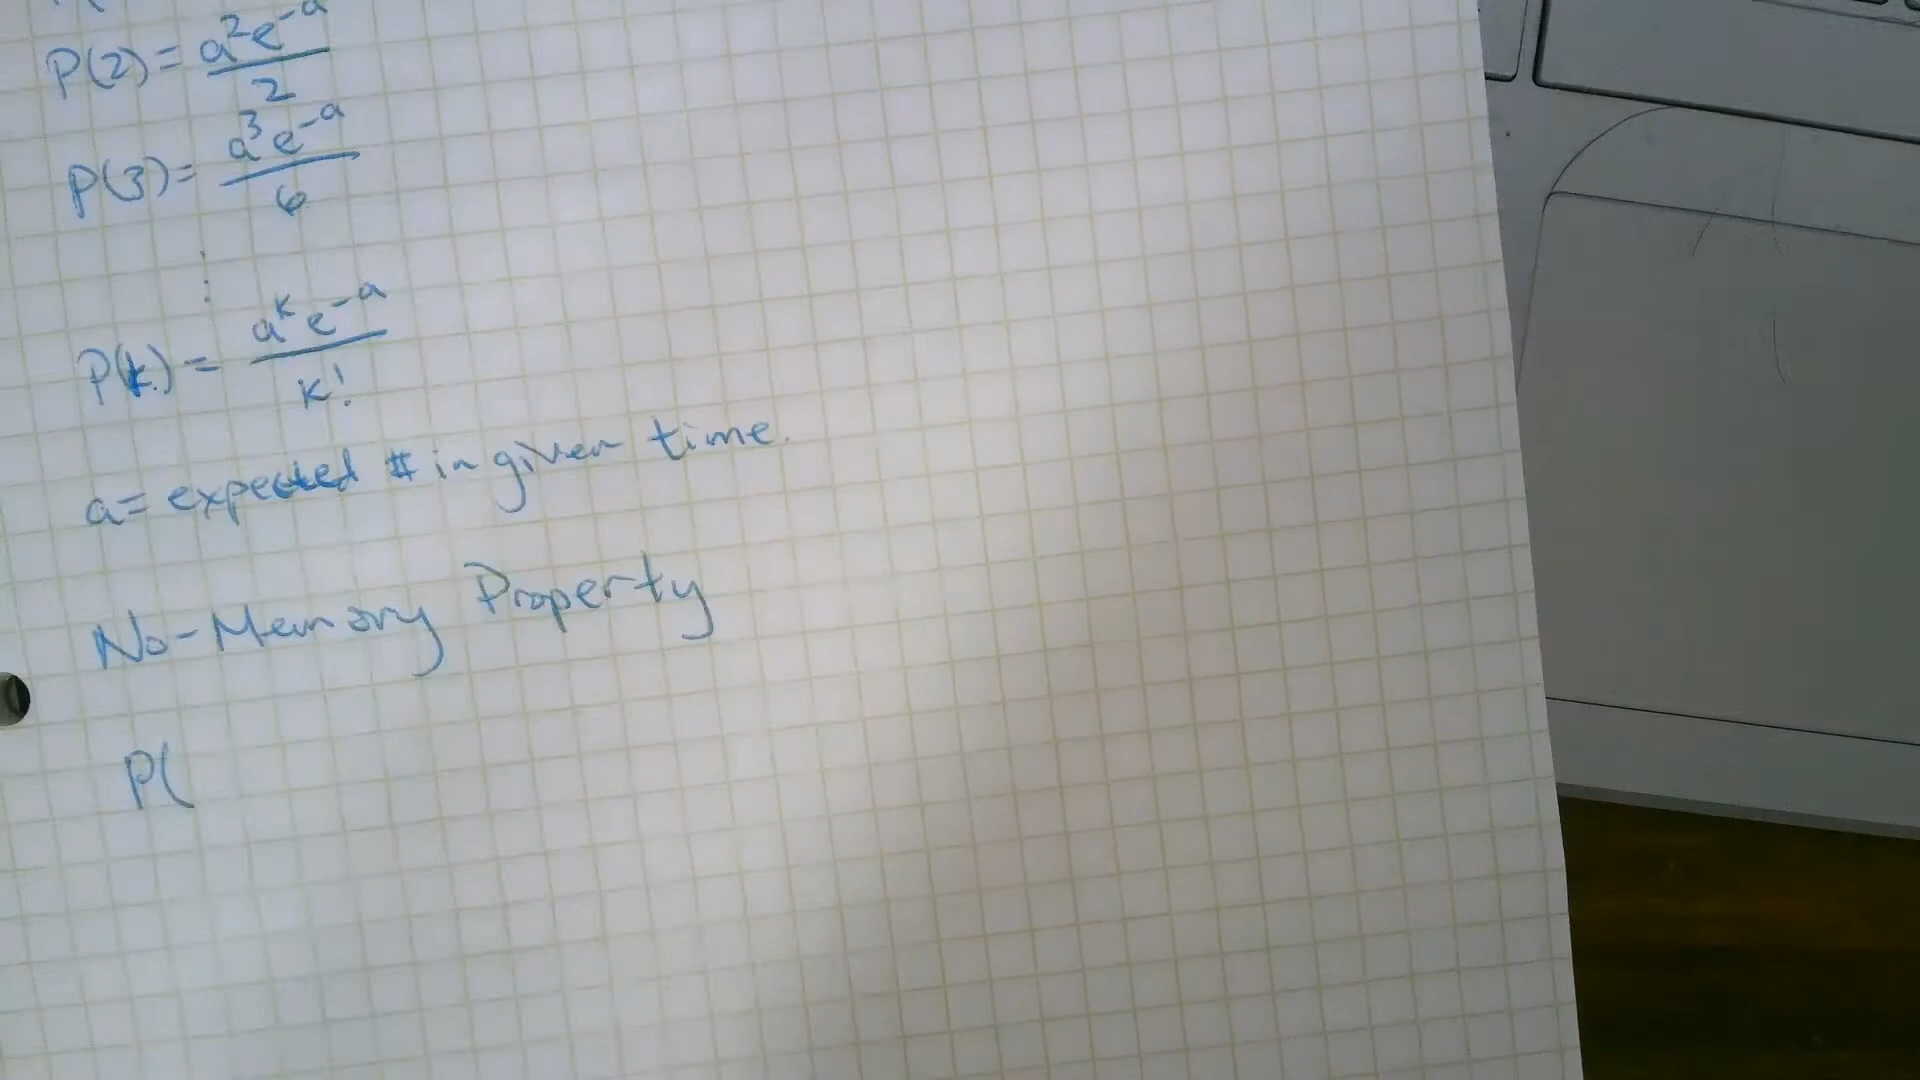 P(2) = a²e⁻ᵃ / 2
P(3) = a³e⁻ᵃ / 6
⋮
P(k) = aᵏe⁻ᵃ / k!
a = expected # in given time.
No-Memory Property
P(